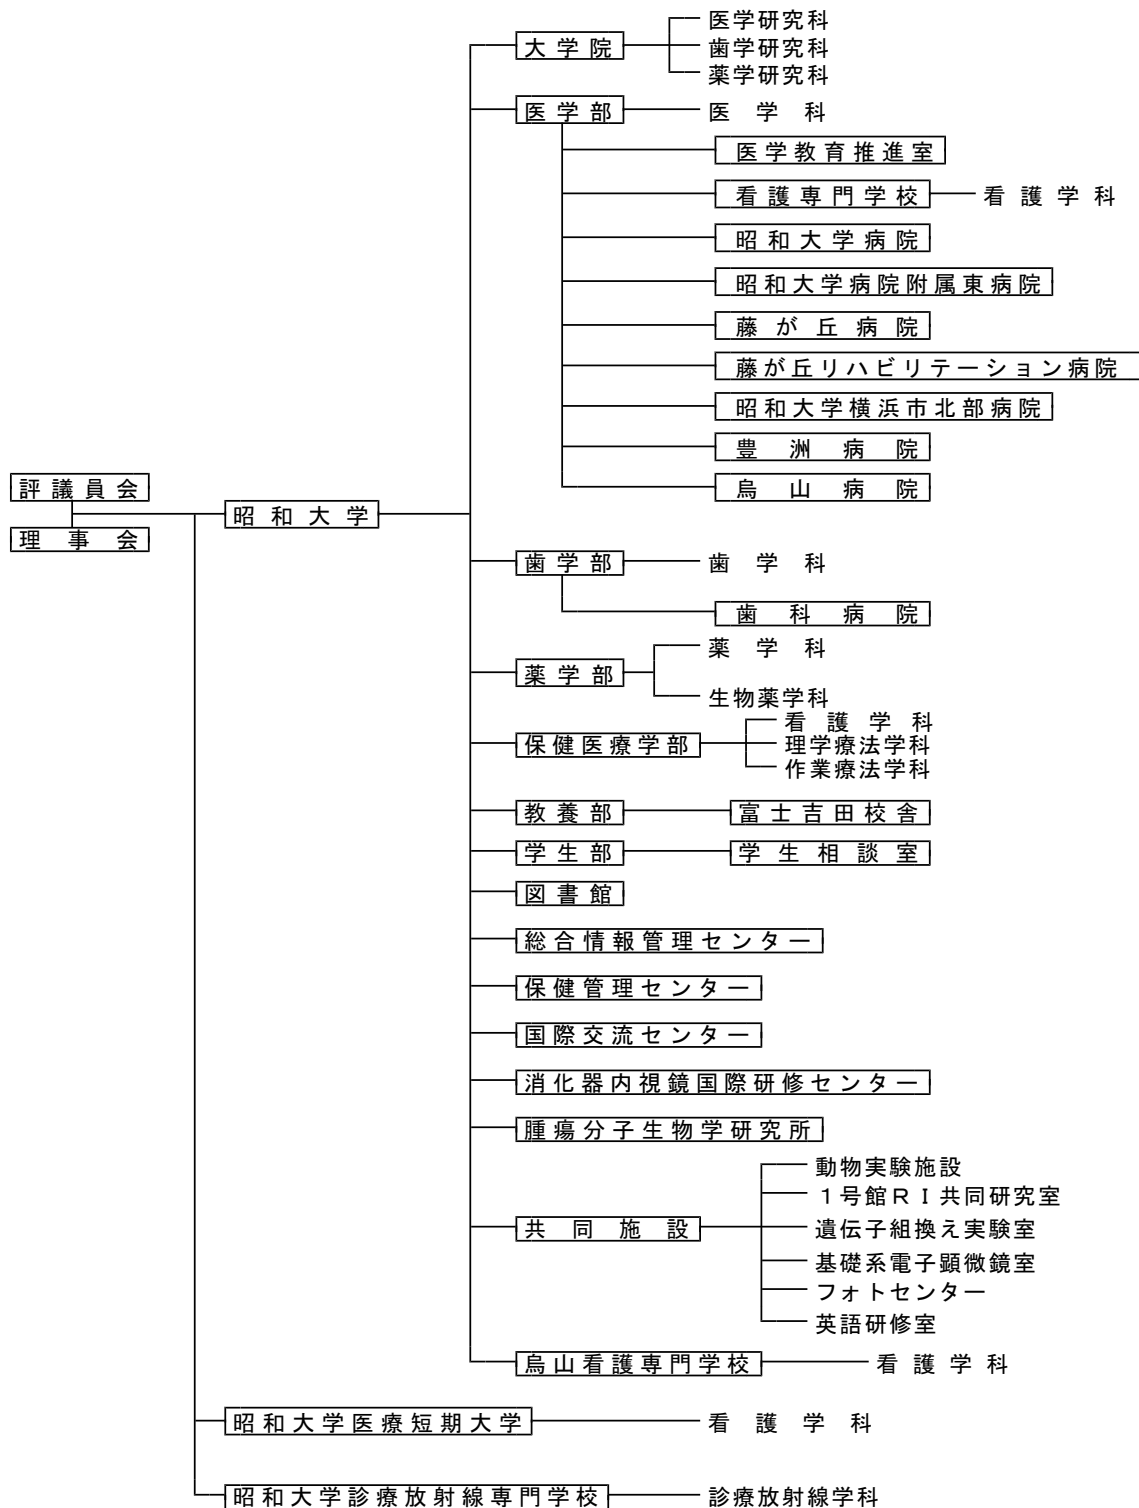 医学研究科
大学院
歯学研究科
薬学研究科
医学部
医学科
医学教育推進室
看護専門学校
看護学科
昭和大学病院
昭和大学病院附属東病院
藤が丘病院
藤が丘リハビリテーション病院
昭和大学横浜市北部病院
豊洲病院
烏山病院
評議員会
昭和大学
理事会
歯学部
歯学科
歯科病院
薬学科
薬学部
生物薬学科
看護学科
保健医療学部
理学療法学科
作業療法学科
教養部
富士吉田校舎
学生部
学生相談室
図書館
総合情報管理センター
保健管理センター
国際交流センター
消化器内視鏡国際研修センター
腫瘍分子生物学研究所
動物実験施設
1号館RI共同研究室
共同施設
遺伝子組換え実験室
基礎系電子顕微鏡室
フォトセンター
英語研修室
烏山看護専門学校
看護学科
昭和大学医療短期大学
看護学科
昭和大学診療放射線専門学校
診療放射線学科